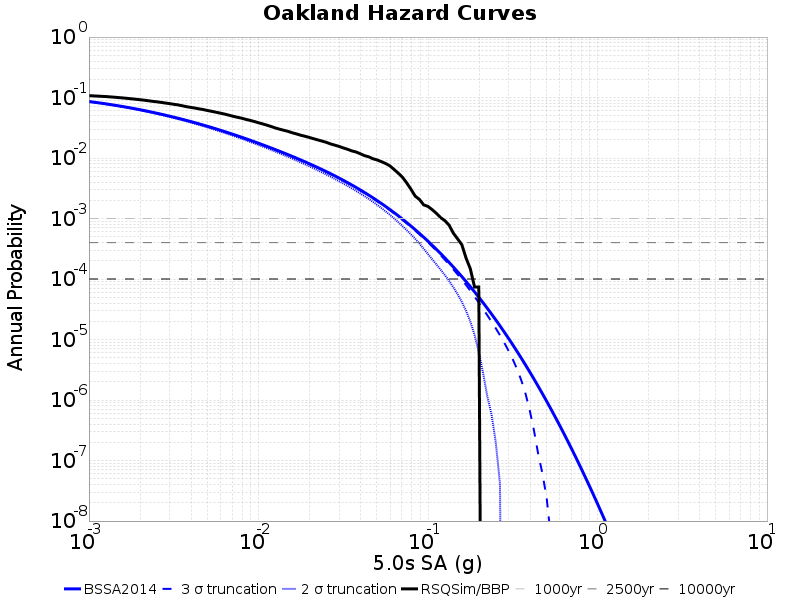 Oakland Hazard Curves
10^0
10^-1
10^-2
10^-3
10^-4
10^-5
10^-6
10^-7
10^-8
Annual Probability
10^-3 10^-2 10^-1 10^0 10^1
5.0s SA (g)
BSSA2014 3 σ truncation 2 σ truncation RSQSim/BBP 1000yr 2500yr 10000yr